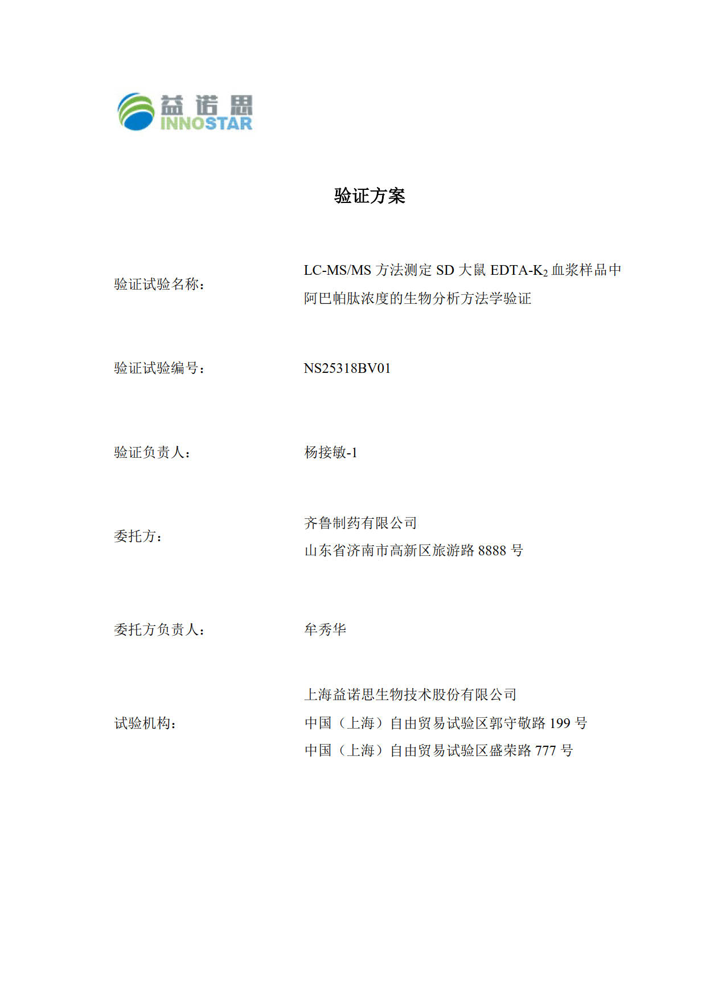 益诺思
INNOSTAR
验证方案
验证试验名称：
LC-MS/MS 方法测定 SD 大鼠 EDTA-K₂ 血浆样品中
阿巴帕肽浓度的生物分析方法学验证
验证试验编号：
NS25318BV01
验证负责人：
杨接敏-1
委托方：
齐鲁制药有限公司
山东省济南市高新区旅游路 8888 号
委托方负责人：
牟秀华
试验机构：
上海益诺思生物技术股份有限公司
中国（上海）自由贸易试验区郭守敬路 199 号
中国（上海）自由贸易试验区盛荣路 777 号